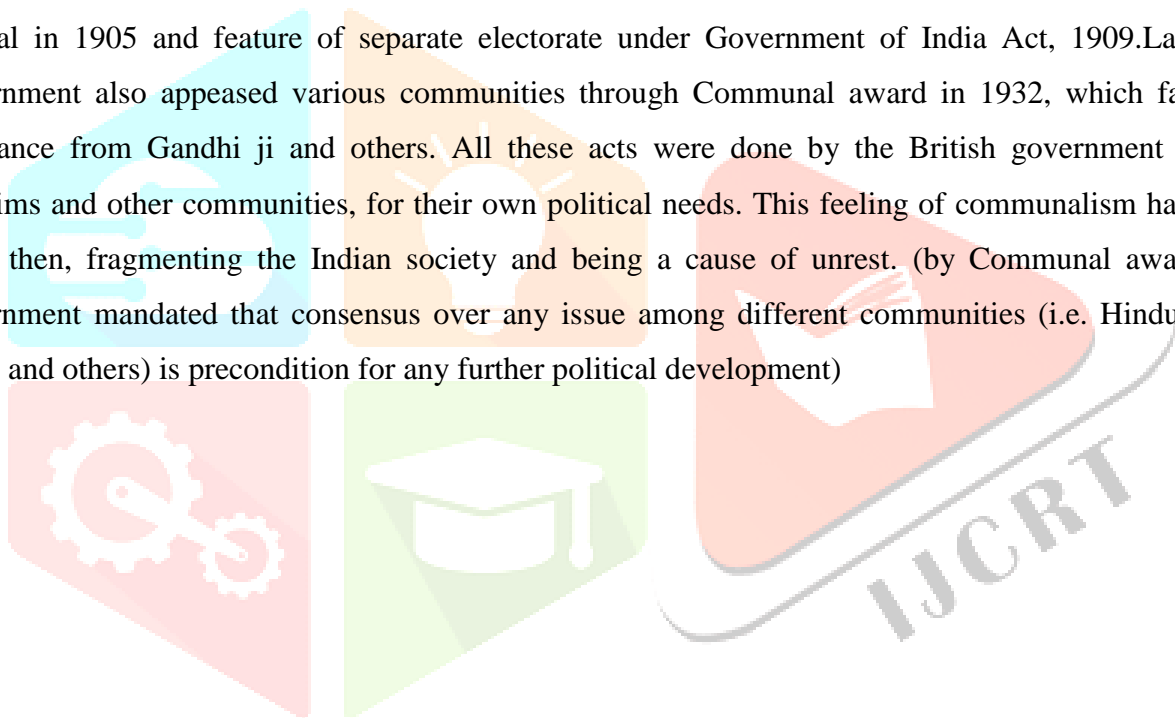 al in 1905 and feature of separate electorate under Government of India Act, 1909.La
rnment also appeased various communities through Communal award in 1932, which fa
ance from Gandhi ji and others. All these acts were done by the British government
ims and other communities, for their own political needs. This feeling of communalism ha
then, fragmenting the Indian society and being a cause of unrest. (by Communal awa
rnment mandated that consensus over any issue among different communities (i.e. Hindu
and others) is precondition for any further political development)
IJCRT